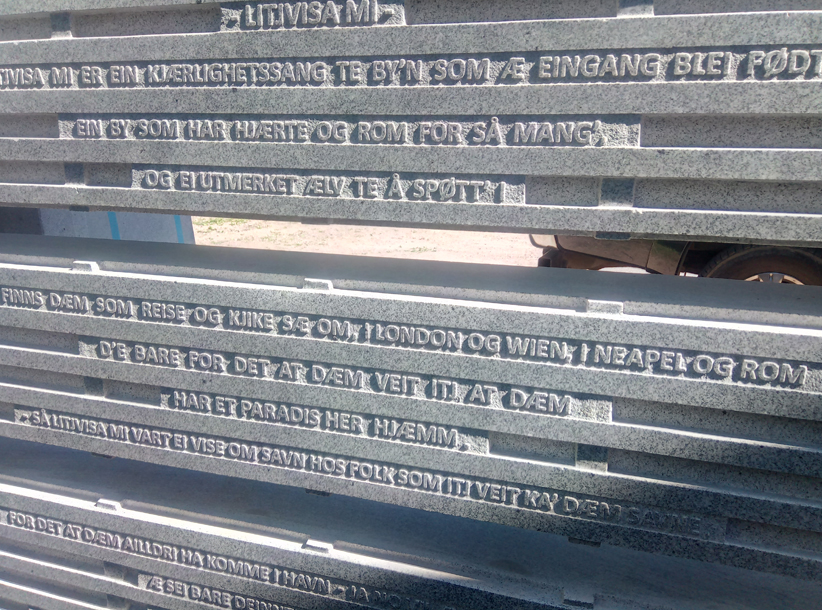 LITJVISA MI
LITJVISA MI ER EIN KJÆRLIGHETSSANG TE BY'N SOM Æ EINGANG BLEI FØDT
EIN BY SOM HAR HJÆRTE OG ROM FOR SÅ MANG,
OG EI UTMERKET ÆLV TE Å SPØTT' I
FINNS DÆM SOM REISE OG KJIKE SÆ OM, I LONDON OG WIEN, I NEAPEL OG ROM
D'E BARE FOR DET AT DÆM VEIT ITJ AT DÆM
HAR ET PARADIS HER HJÆMM,
SÅ LITJVISA MI VART EI VISE OM SAVN HOS FOLK SOM ITJ VEIT KA' DÆM SAVNE
FOR DET AT DÆM AILLDRI HA KOMME I HAVN
Æ SEI BARE